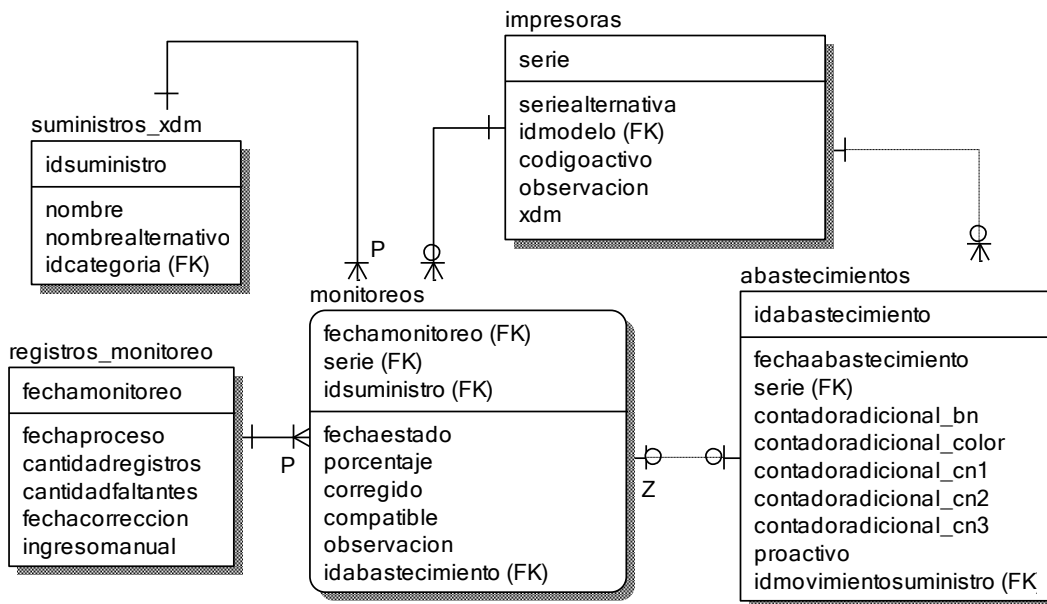 impresoras
serie
seriealternativa
idmodelo (FK)
codigoactivo
observacion
xdm
suministros_xdm
idsuministro
nombre
nombrealternativo
idcategoria (FK)
P
monitoreos
fechamonitoreo (FK)
serie (FK)
idsuministro (FK)
fechaestado
porcentaje
corregido
compatible
observacion
idabastecimiento (FK)
registros_monitoreo
fechamonitoreo
fechaproceso
cantidadregistros
cantidadfaltantes
fechacorreccion
ingresomanual
P
Z
abastecimientos
idabastecimiento
fechaabastecimiento
serie (FK)
contadoradicional_bn
contadoradicional_color
contadoradicional_cn1
contadoradicional_cn2
contadoradicional_cn3
proactivo
idmovimientosuministro (FK